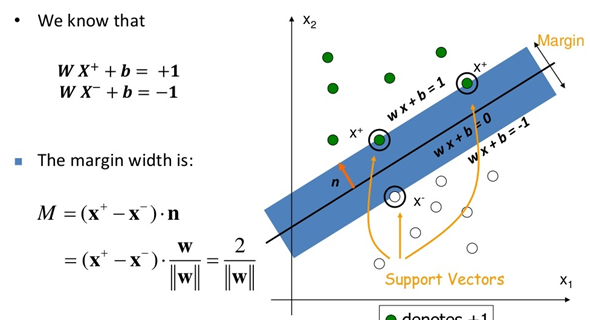 • We know that
W X⁺ + b = +1
W X⁻ + b = −1
■ The margin width is:
M = (x⁺ − x⁻) · n
= (x⁺ − x⁻) · w / ‖w‖ = 2 / ‖w‖
x₂
Margin
X⁺
w x + b = 1
X⁺
w x + b = 0
w x + b = -1
n
X⁻
Support Vectors
x₁
denotes +1